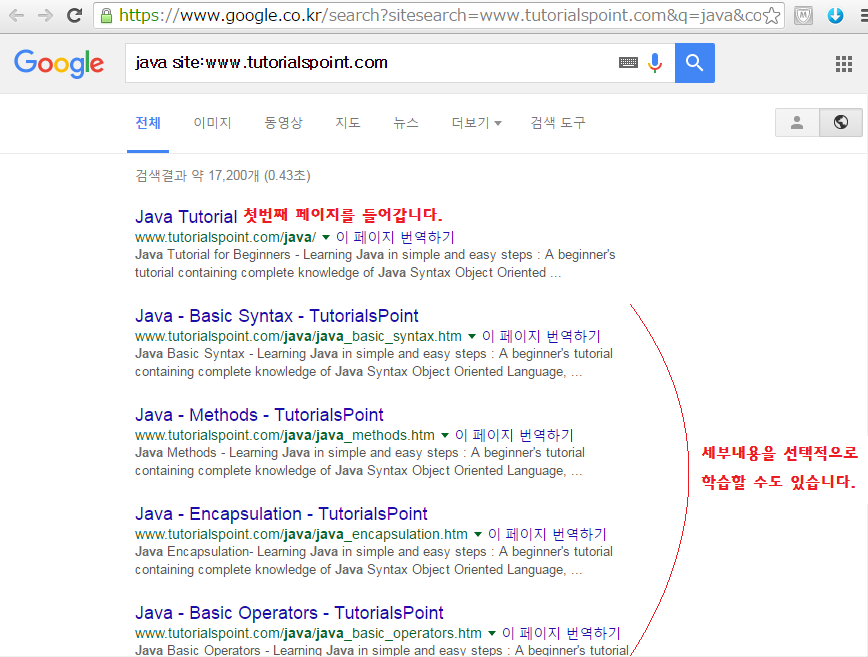 https://www.google.co.kr/search?sitesearch=www.tutorialspoint.com&q=java&co
Google
java site:www.tutorialspoint.com
전체 이미지 동영상 지도 뉴스 더보기 검색 도구
검색결과 약 17,200개 (0.43초)
Java Tutorial 첫번째 페이지를 들어갑니다.
www.tutorialspoint.com/java/ 이 페이지 번역하기
Java Tutorial for Beginners - Learning Java in simple and easy steps : A beginner's
tutorial containing complete knowledge of Java Syntax Object Oriented ...
Java - Basic Syntax - TutorialsPoint
www.tutorialspoint.com/java/java_basic_syntax.htm 이 페이지 번역하기
Java Basic Syntax - Learning Java in simple and easy steps : A beginner's tutorial
containing complete knowledge of Java Syntax Object Oriented Language, ...
Java - Methods - TutorialsPoint
www.tutorialspoint.com/java/java_methods.htm 이 페이지 번역하기
Java Methods - Learning Java in simple and easy steps : A beginner's tutorial
containing complete knowledge of Java Syntax Object Oriented Language, ...
세부내용을 선택적으로
학습할 수도 있습니다.
Java - Encapsulation - TutorialsPoint
www.tutorialspoint.com/java/java_encapsulation.htm 이 페이지 번역하기
Java Encapsulation- Learning Java in simple and easy steps : A beginner's tutorial
containing complete knowledge of Java Syntax Object Oriented Language, ...
Java - Basic Operators - TutorialsPoint
www.tutorialspoint.com/java/java_basic_operators.htm 이 페이지 번역하기
Java Basic Operators - Learning Java in simple and easy steps : A beginner's tutorial